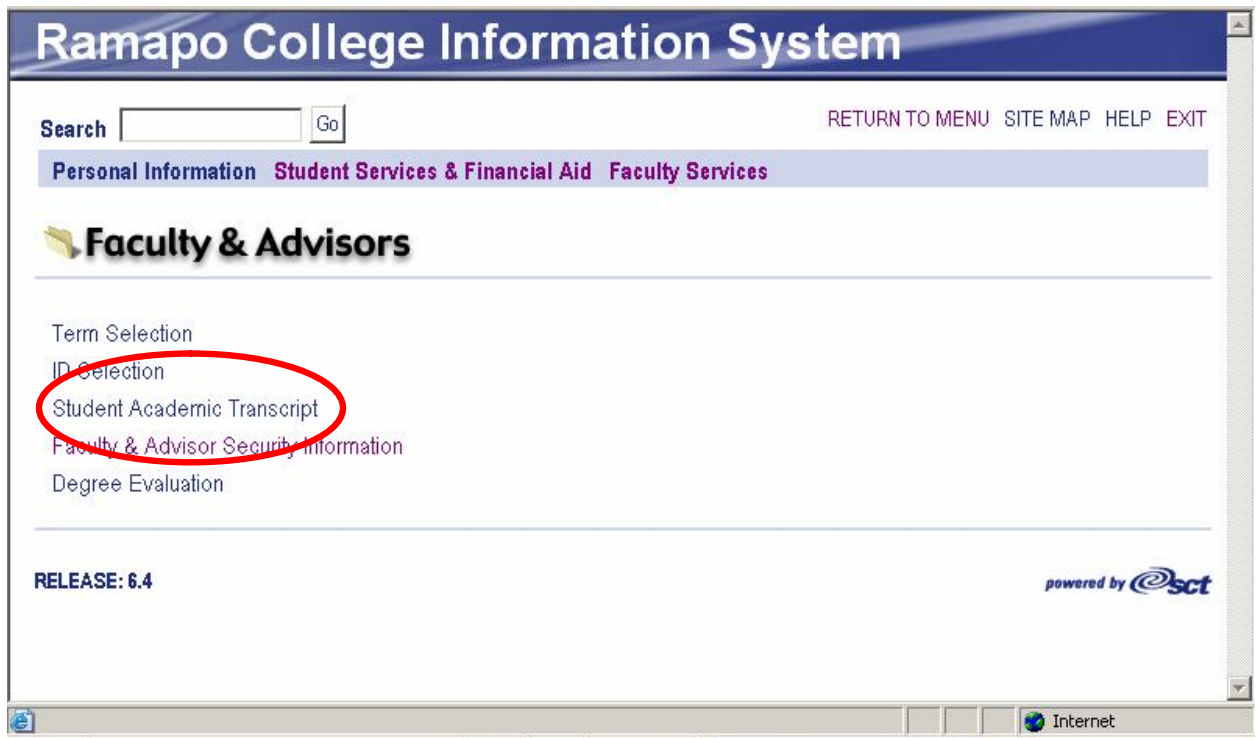 Ramapo College Information System
Search Go RETURN TO MENU SITE MAP HELP EXIT
Personal Information Student Services & Financial Aid Faculty Services
Faculty & Advisors
Term Selection
ID Selection
Student Academic Transcript
Faculty & Advisor Security Information
Degree Evaluation
RELEASE: 6.4 powered by sct
Internet